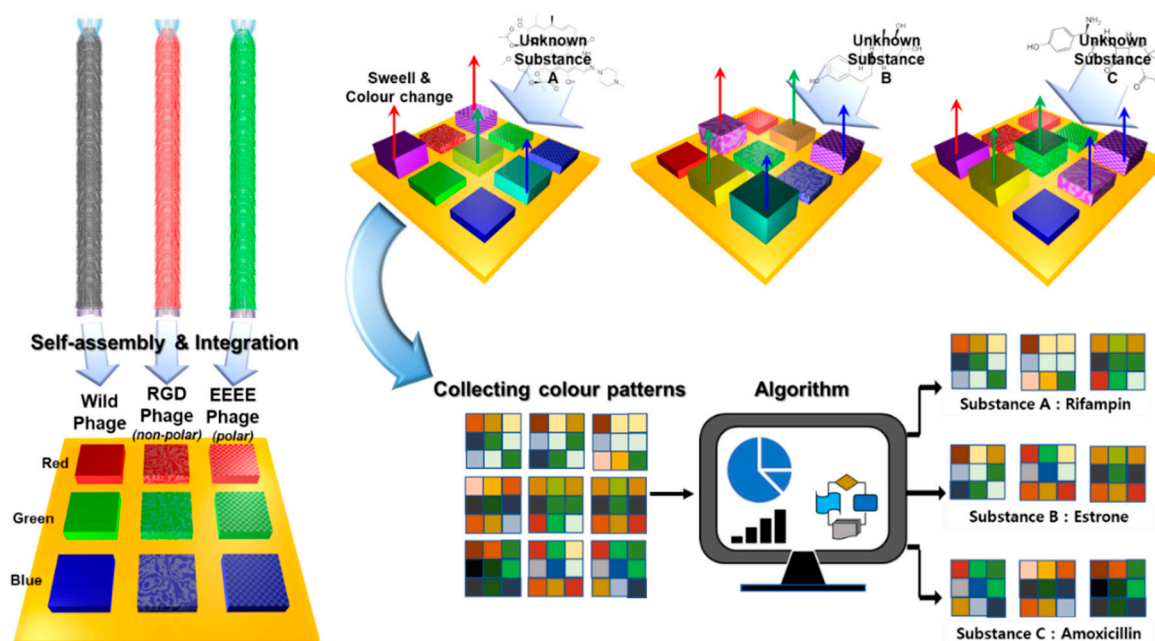 Unknown
Substance
A
Unknown
Substance
B
Unknown
Substance
C
Sweell &
Colour change
Self-assembly & Integration
Wild
Phage
RGD
Phage
(non-polar)
EEEE
Phage
(polar)
Red
Green
Blue
Collecting colour patterns
Algorithm
Substance A : Rifampin
Substance B : Estrone
Substance C : Amoxicillin